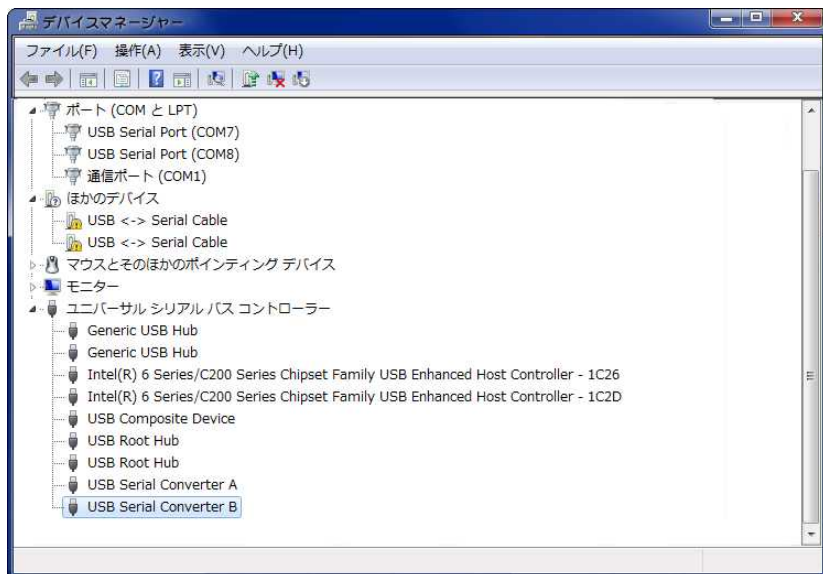 デバイスマネージャー
ファイル(F) 操作(A) 表示(V) ヘルプ(H)
ポート (COM と LPT)
USB Serial Port (COM7)
USB Serial Port (COM8)
通信ポート (COM1)
ほかのデバイス
USB <-> Serial Cable
USB <-> Serial Cable
マウスとそのほかのポインティング デバイス
モニター
ユニバーサル シリアル バス コントローラー
Generic USB Hub
Generic USB Hub
Intel(R) 6 Series/C200 Series Chipset Family USB Enhanced Host Controller - 1C26
Intel(R) 6 Series/C200 Series Chipset Family USB Enhanced Host Controller - 1C2D
USB Composite Device
USB Root Hub
USB Root Hub
USB Serial Converter A
USB Serial Converter B